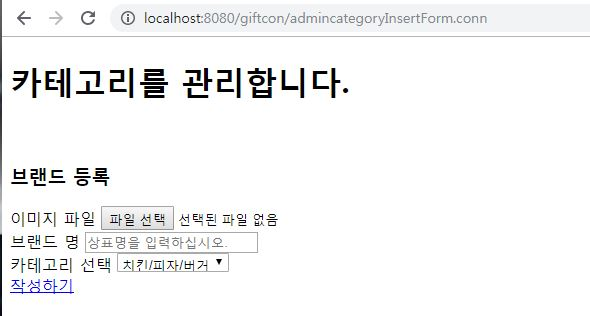 localhost:8080/giftcon/admincategoryInsertForm.conn
카테고리를 관리합니다.
브랜드 등록
이미지 파일 파일 선택 선택된 파일 없음
브랜드 명 상표명을 입력하십시오.
카테고리 선택 치킨/피자/버거
작성하기